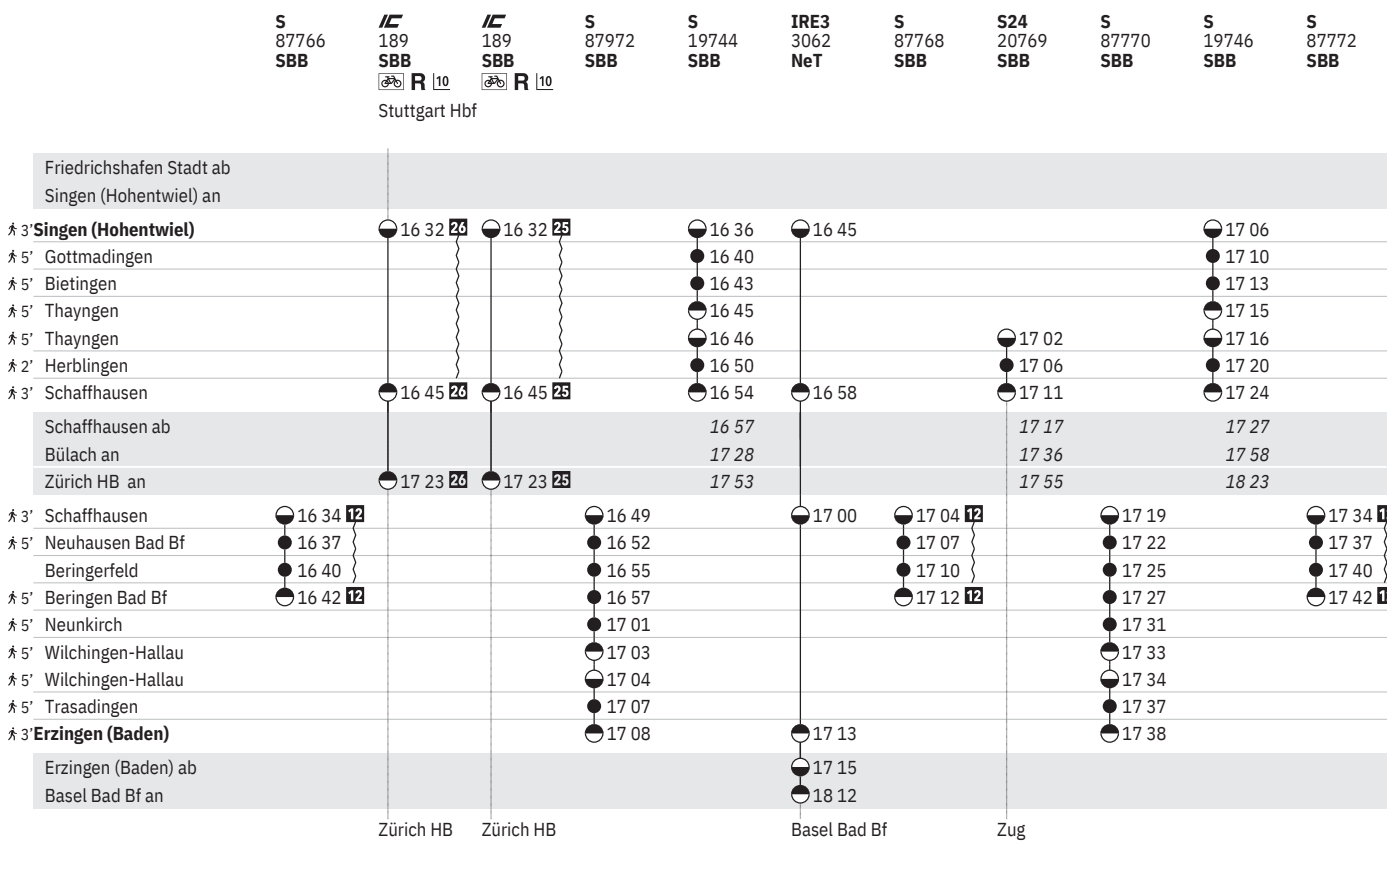 S IC IC S S IRE3 S S24 S S S
87766 189 189 87972 19744 3062 87768 20769 87770 19746 87772
SBB SBB SBB SBB SBB NeT SBB SBB SBB SBB SBB
R 10 R 10
Stuttgart Hbf
Friedrichshafen Stadt ab
Singen (Hohentwiel) an
3' Singen (Hohentwiel) 16 32 26 16 32 25 16 36 16 45 17 06
5' Gottmadingen 16 40 17 10
5' Bietingen 16 43 17 13
5' Thayngen 16 45 17 15
5' Thayngen 16 46 17 02 17 16
2' Herblingen 16 50 17 06 17 20
3' Schaffhausen 16 45 26 16 45 25 16 54 16 58 17 11 17 24
Schaffhausen ab 16 57 17 17 17 27
Bülach an 17 28 17 36 17 58
Zürich HB an 17 23 26 17 23 25 17 53 17 55 18 23
3' Schaffhausen 16 34 12 16 49 17 00 17 04 12 17 19 17 34
5' Neuhausen Bad Bf 16 37 16 52 17 07 17 22 17 37
Beringerfeld 16 40 16 55 17 10 17 25 17 40
5' Beringen Bad Bf 16 42 12 16 57 17 12 12 17 27 17 42
5' Neunkirch 17 01 17 31
5' Wilchingen-Hallau 17 03 17 33
5' Wilchingen-Hallau 17 04 17 34
5' Trasadingen 17 07 17 37
3' Erzingen (Baden) 17 08 17 13 17 38
Erzingen (Baden) ab 17 15
Basel Bad Bf an 18 12
Zürich HB Zürich HB Basel Bad Bf Zug